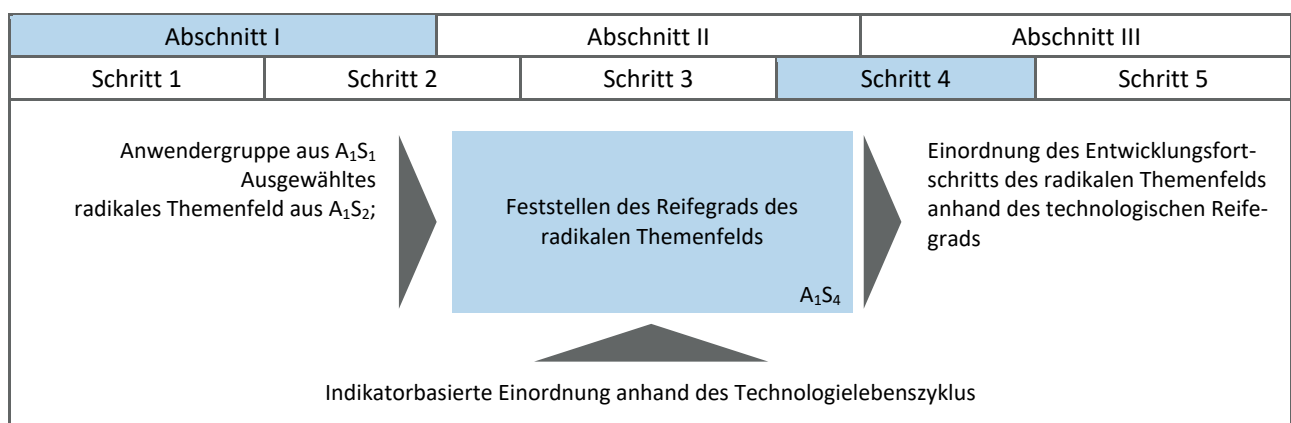 Abschnitt I
Abschnitt II
Abschnitt III
Schritt 1
Schritt 2
Schritt 3
Schritt 4
Schritt 5
Anwendergruppe aus A₁S₁
Ausgewähltes
radikales Themenfeld aus A₁S₂;
Feststellen des Reifegrads des
radikalen Themenfelds
A₁S₄
Einordnung des Entwicklungsfort-
schritts des radikalen Themenfelds
anhand des technologischen Reife-
grads
Indikatorbasierte Einordnung anhand des Technologielebenszyklus